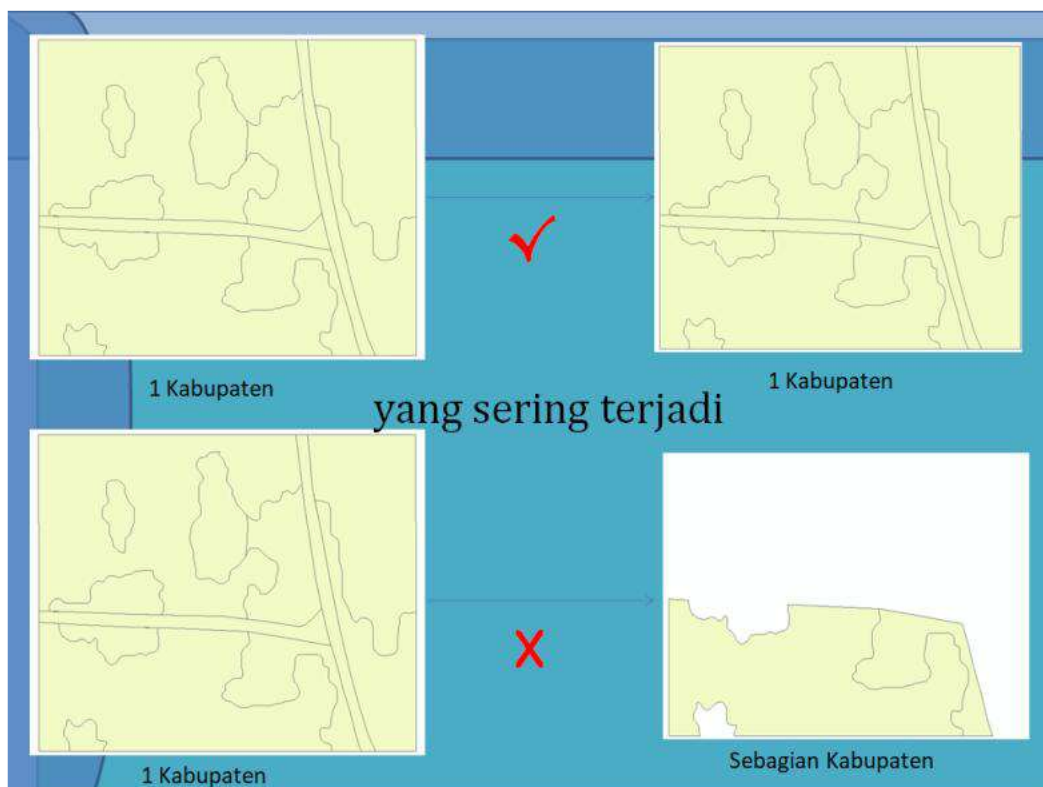 1 Kabupaten
1 Kabupaten
yang sering terjadi
1 Kabupaten
Sebagian Kabupaten